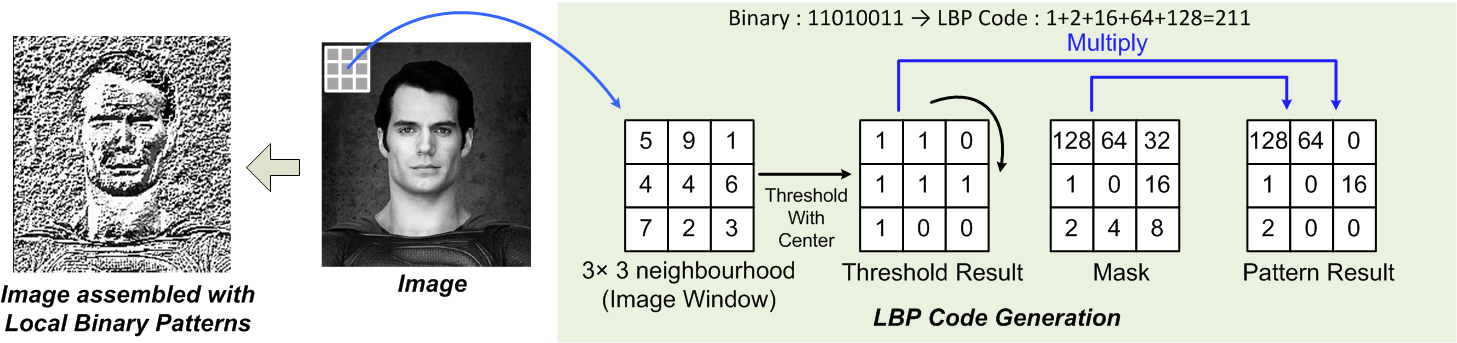 Binary : 11010011 → LBP Code : 1+2+16+64+128=211
Multiply
5 9 1
4 4 6
7 2 3
Threshold
With
Center
1 1 0
1 1 1
1 0 0
128 64 32
1 0 16
2 4 8
128 64 0
1 0 16
2 0 0
3× 3 neighbourhood
(Image Window)
Threshold Result
Mask
Pattern Result
LBP Code Generation
Image
Image assembled with
Local Binary Patterns